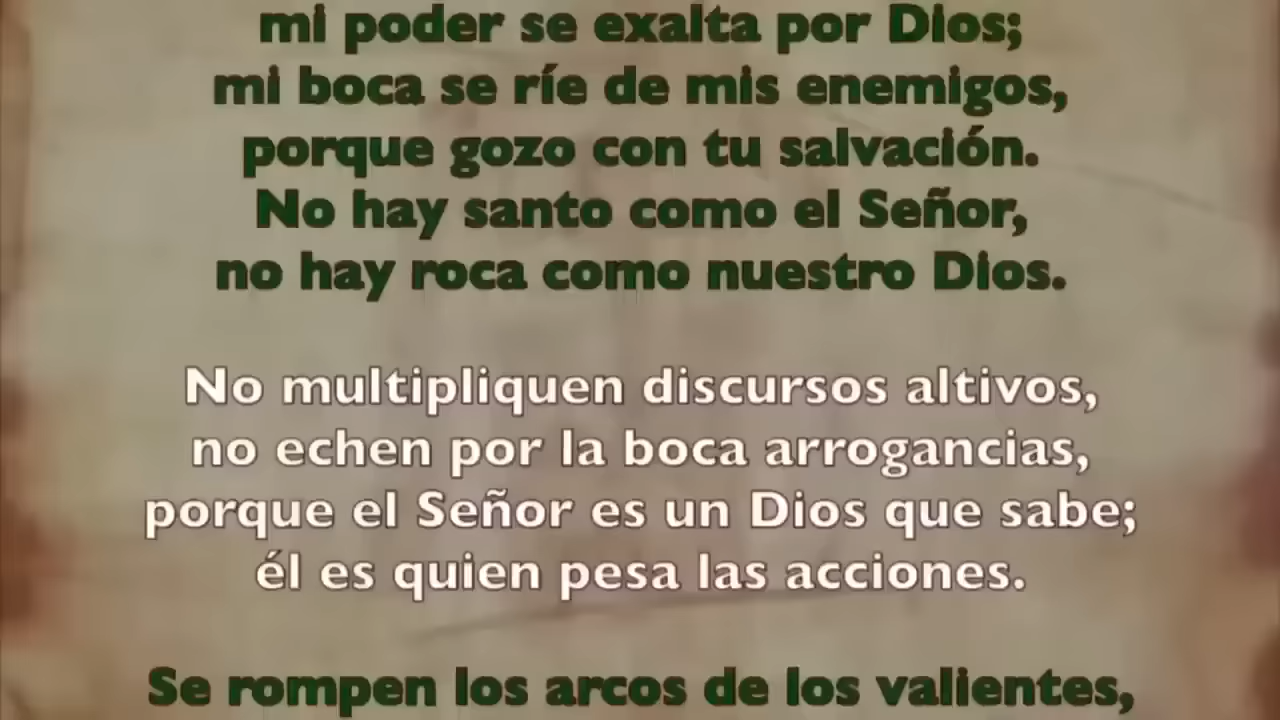 mi poder se exalta por Dios;
mi boca se ríe de mis enemigos,
porque gozo con tu salvación.
No hay santo como el Señor,
no hay roca como nuestro Dios.
No multipliquen discursos altivos,
no echen por la boca arrogancias,
porque el Señor es un Dios que sabe;
él es quien pesa las acciones.
Se rompen los arcos de los valientes,